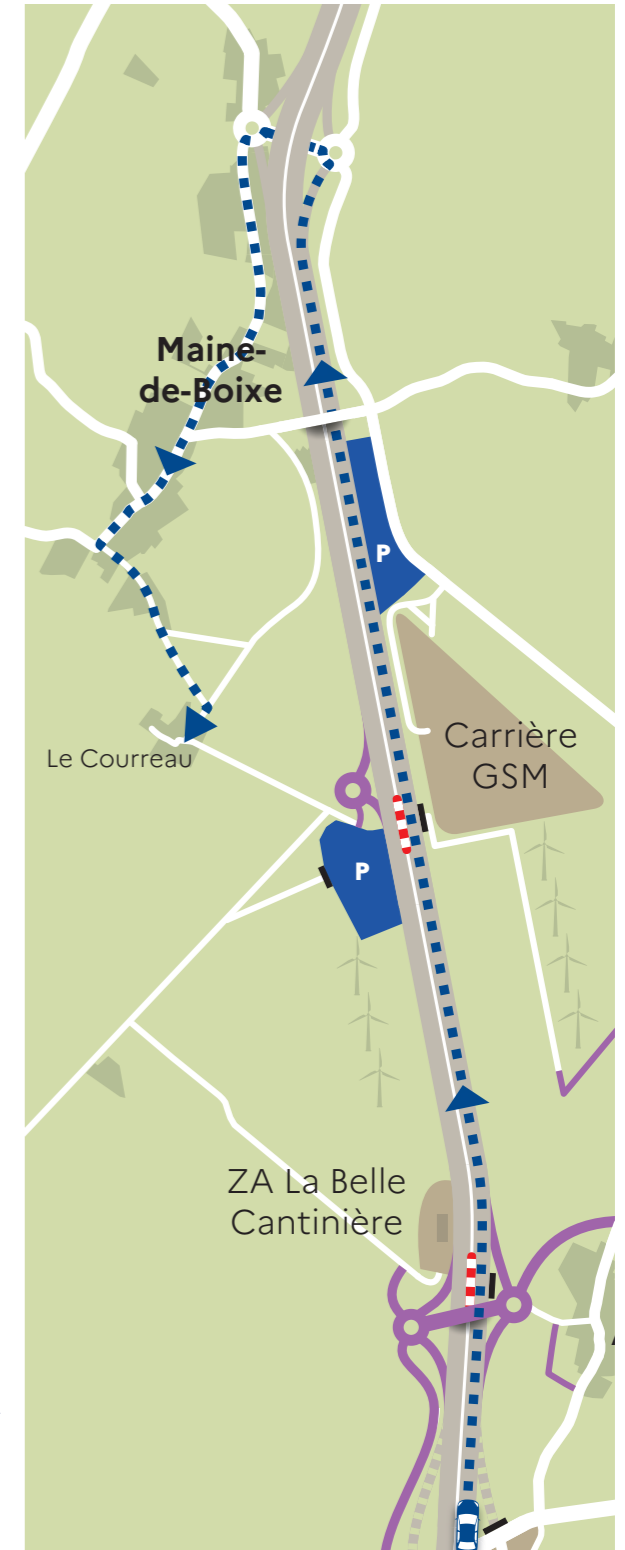 Maine-
de-Boixe
P
Carrière
GSM
Le Courreau
P
ZA La Belle
Cantinière